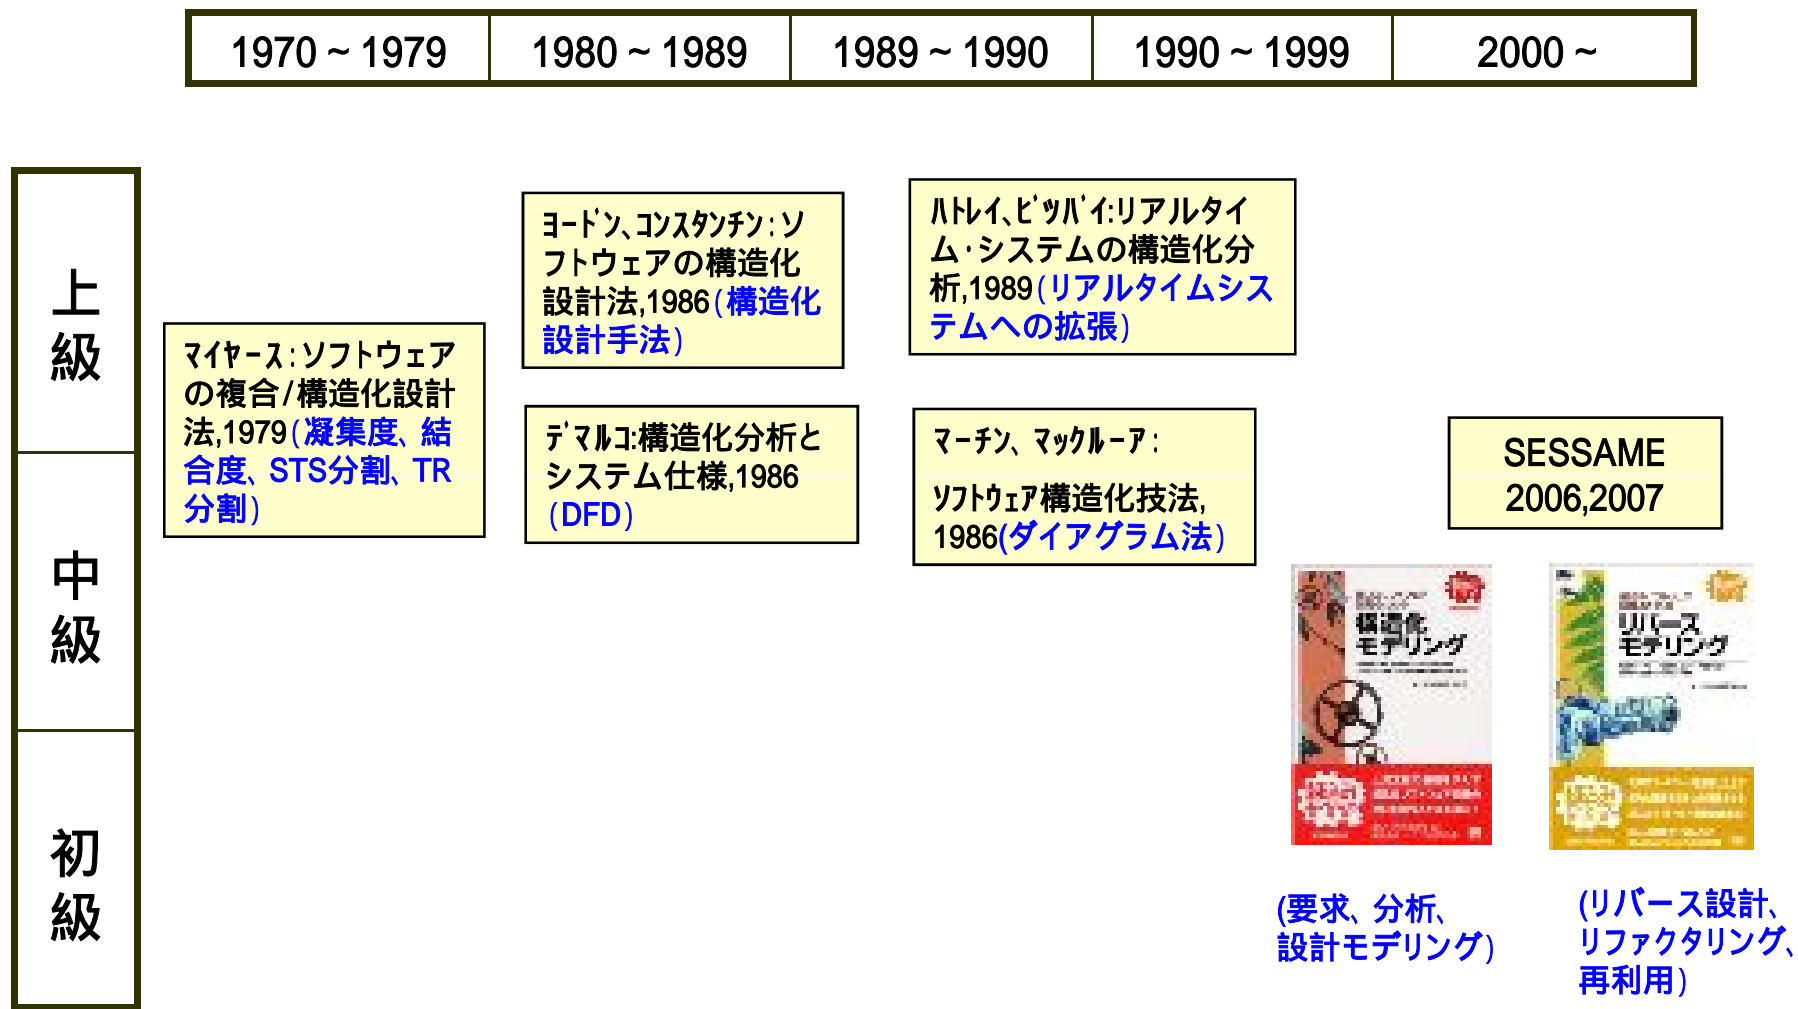 1970～1979
1980～1989
1989～1990
1990～1999
2000～
上級
中級
初級
ﾏｲﾔｰｽ：ソフトウェア
の複合/構造化設計
法,1979（凝集度、結
合度、STS分割、TR
分割）
ﾖｰﾄﾞﾝ､ｺﾝｽﾀﾝﾁﾝ：ソ
フトウェアの構造化
設計法,1986（構造化
設計手法）
ﾃﾞﾏﾙｺ:構造化分析と
システム仕様,1986
（DFD）
ﾊﾄﾚｲ､ﾋﾟﾂﾊﾞｲ:リアルタイ
ム・システムの構造化分
析,1989（リアルタイムシス
テムへの拡張）
ﾏｰﾁﾝ、ﾏｯｸﾙｰｱ：
ｿﾌﾄｳｪｱ構造化技法,
1986(ダイアグラム法）
SESSAME
2006,2007
構造化
モデリング
リバース
モデリング
(要求、分析、
設計モデリング）
(リバース設計、
リファクタリング、
再利用）